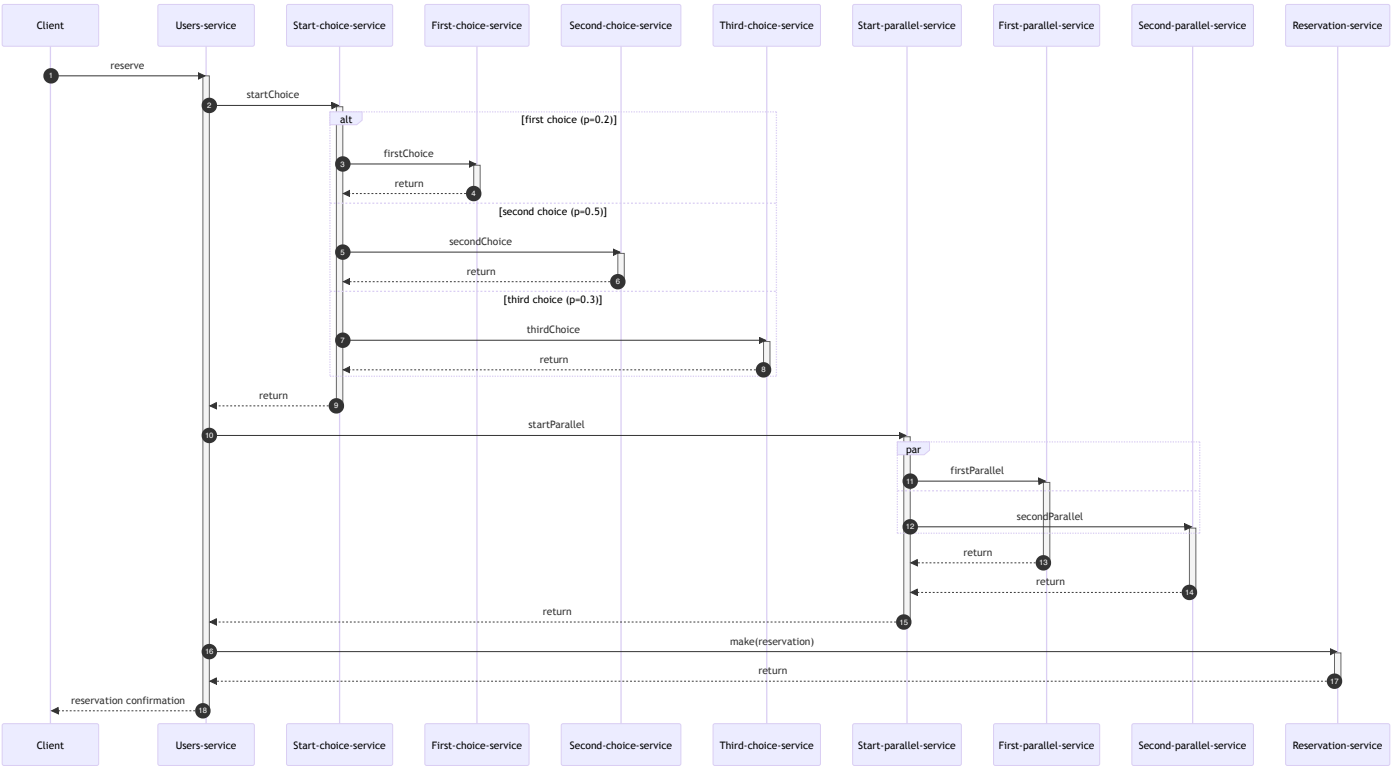 Client Users-service Start-choice-service First-choice-service Second-choice-service Third-choice-service Start-parallel-service First-parallel-service Second-parallel-service Reservation-service
1 reserve
2 startChoice
alt [first choice (p=0.2)]
3 firstChoice
return 4
[second choice (p=0.5)]
5 secondChoice
return 6
[third choice (p=0.3)]
7 thirdChoice
return 8
return 9
10 startParallel
par
11 firstParallel
12 secondParallel
return 13
return 14
return 15
16 make(reservation)
return 17
reservation confirmation 18
Client Users-service Start-choice-service First-choice-service Second-choice-service Third-choice-service Start-parallel-service First-parallel-service Second-parallel-service Reservation-service